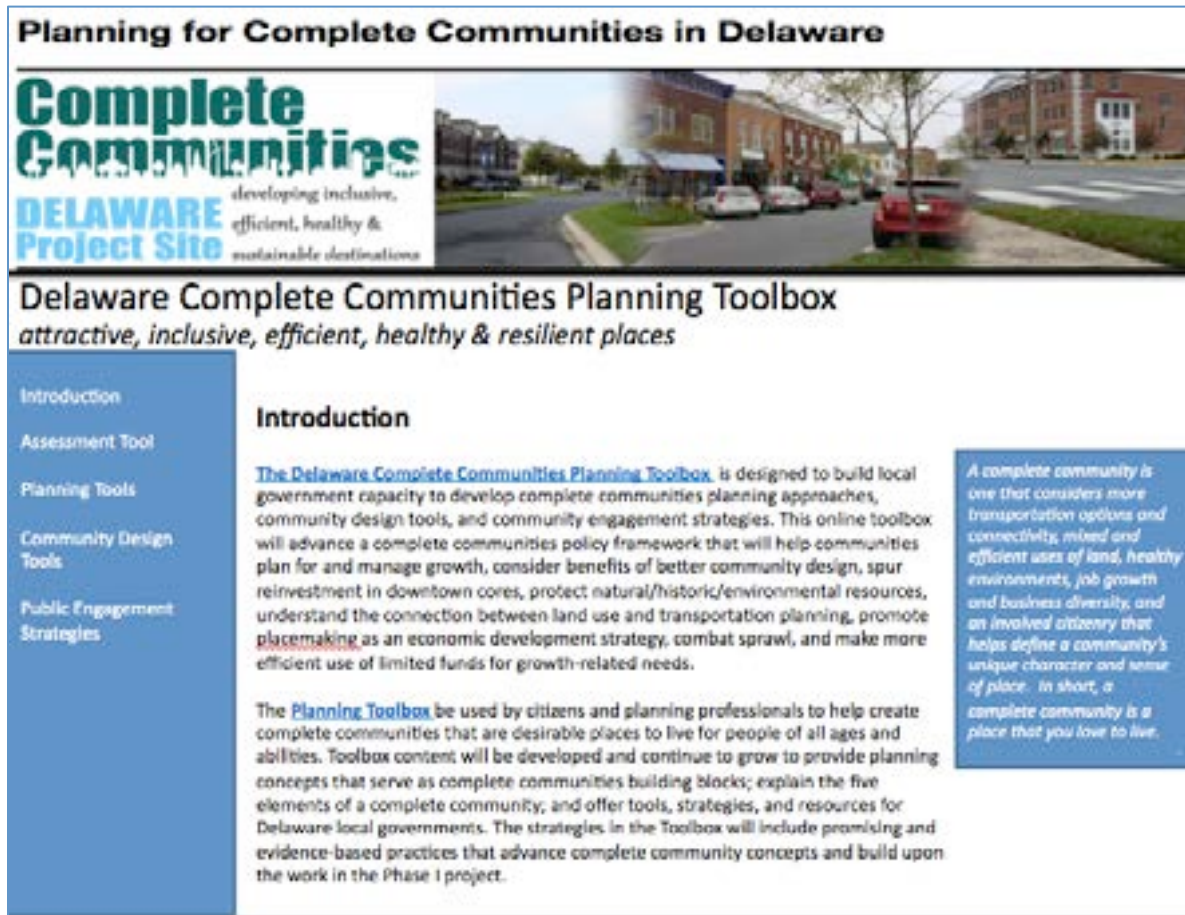 Planning for Complete Communities in Delaware
Complete
Communities
DELAWARE
Project Site
developing inclusive,
efficient, healthy &
sustainable destinations
Delaware Complete Communities Planning Toolbox
attractive, inclusive, efficient, healthy & resilient places
Introduction
Assessment Tool
Planning Tools
Community Design
Tools
Public Engagement
Strategies
Introduction
The Delaware Complete Communities Planning Toolbox is designed to build local
government capacity to develop complete communities planning approaches,
community design tools, and community engagement strategies. This online toolbox
will advance a complete communities policy framework that will help communities
plan for and manage growth, consider benefits of better community design, spur
reinvestment in downtown cores, protect natural/historic/environmental resources,
understand the connection between land use and transportation planning, promote
placemaking as an economic development strategy, combat sprawl, and make more
efficient use of limited funds for growth-related needs.
The Planning Toolbox be used by citizens and planning professionals to help create
complete communities that are desirable places to live for people of all ages and
abilities. Toolbox content will be developed and continue to grow to provide planning
concepts that serve as complete communities building blocks; explain the five
elements of a complete community; and offer tools, strategies, and resources for
Delaware local governments. The strategies in the Toolbox will include promising and
evidence-based practices that advance complete community concepts and build upon
the work in the Phase I project.
A complete community is
one that considers more
transportation options and
connectivity, mixed and
efficient uses of land, healthy
environments, job growth
and business diversity, and
an involved citizenry that
helps define a community's
unique character and sense
of place. In short, a
complete community is a
place that you love to live.